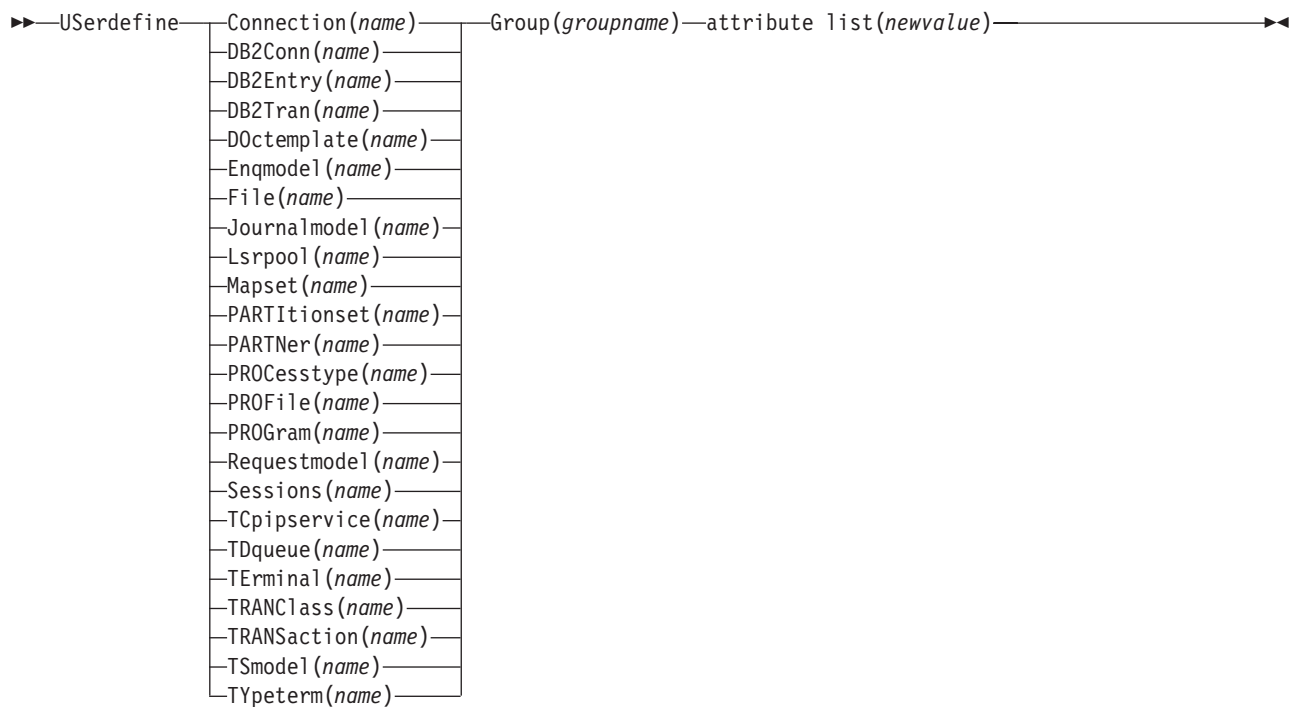 USerdefine Connection(name) Group(groupname) attribute list(newvalue)
DB2Conn(name)
DB2Entry(name)
DB2Tran(name)
DOctemplate(name)
Enqmodel(name)
File(name)
Journalmodel(name)
Lsrpool(name)
Mapset(name)
PARTItionset(name)
PARTNer(name)
PROCesstype(name)
PROFile(name)
PROGram(name)
Requestmodel(name)
Sessions(name)
TCpipservice(name)
TDqueue(name)
TErminal(name)
TRANClass(name)
TRANSaction(name)
TSmodel(name)
TYpeterm(name)